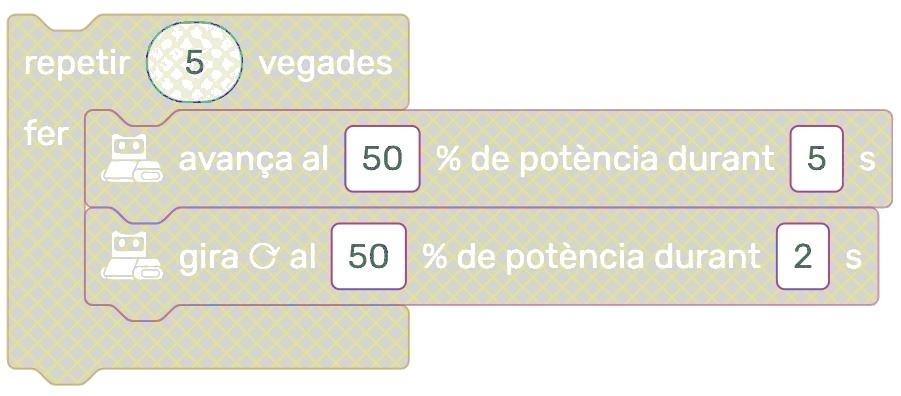 repetir 5 vegades
fer
avança al 50 % de potència durant 5 s
gira al 50 % de potència durant 2 s